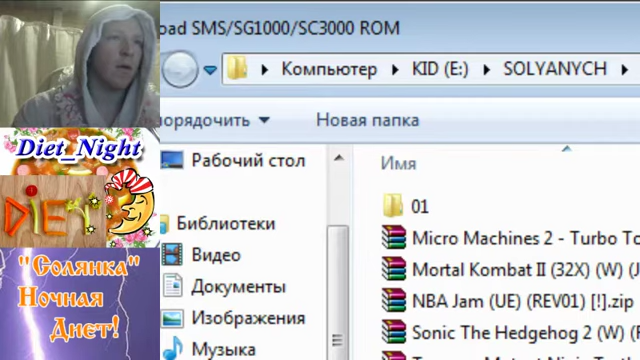 oad SMS/SG1000/SC3000 ROM
Компьютер KID (E:) SOLYANYCH
порядочить Новая папка
Рабочий стол
Библиотеки
Видео
Документы
Изображения
Музыка
Имя
01
Micro Machines 2 - Turbo To
Mortal Kombat II (32X) (W) (
NBA Jam (UE) (REV01) [!].zip
Sonic The Hedgehog 2 (W) (R
Diet_Night
DiET
"Солянка"
Ночная
Диет!